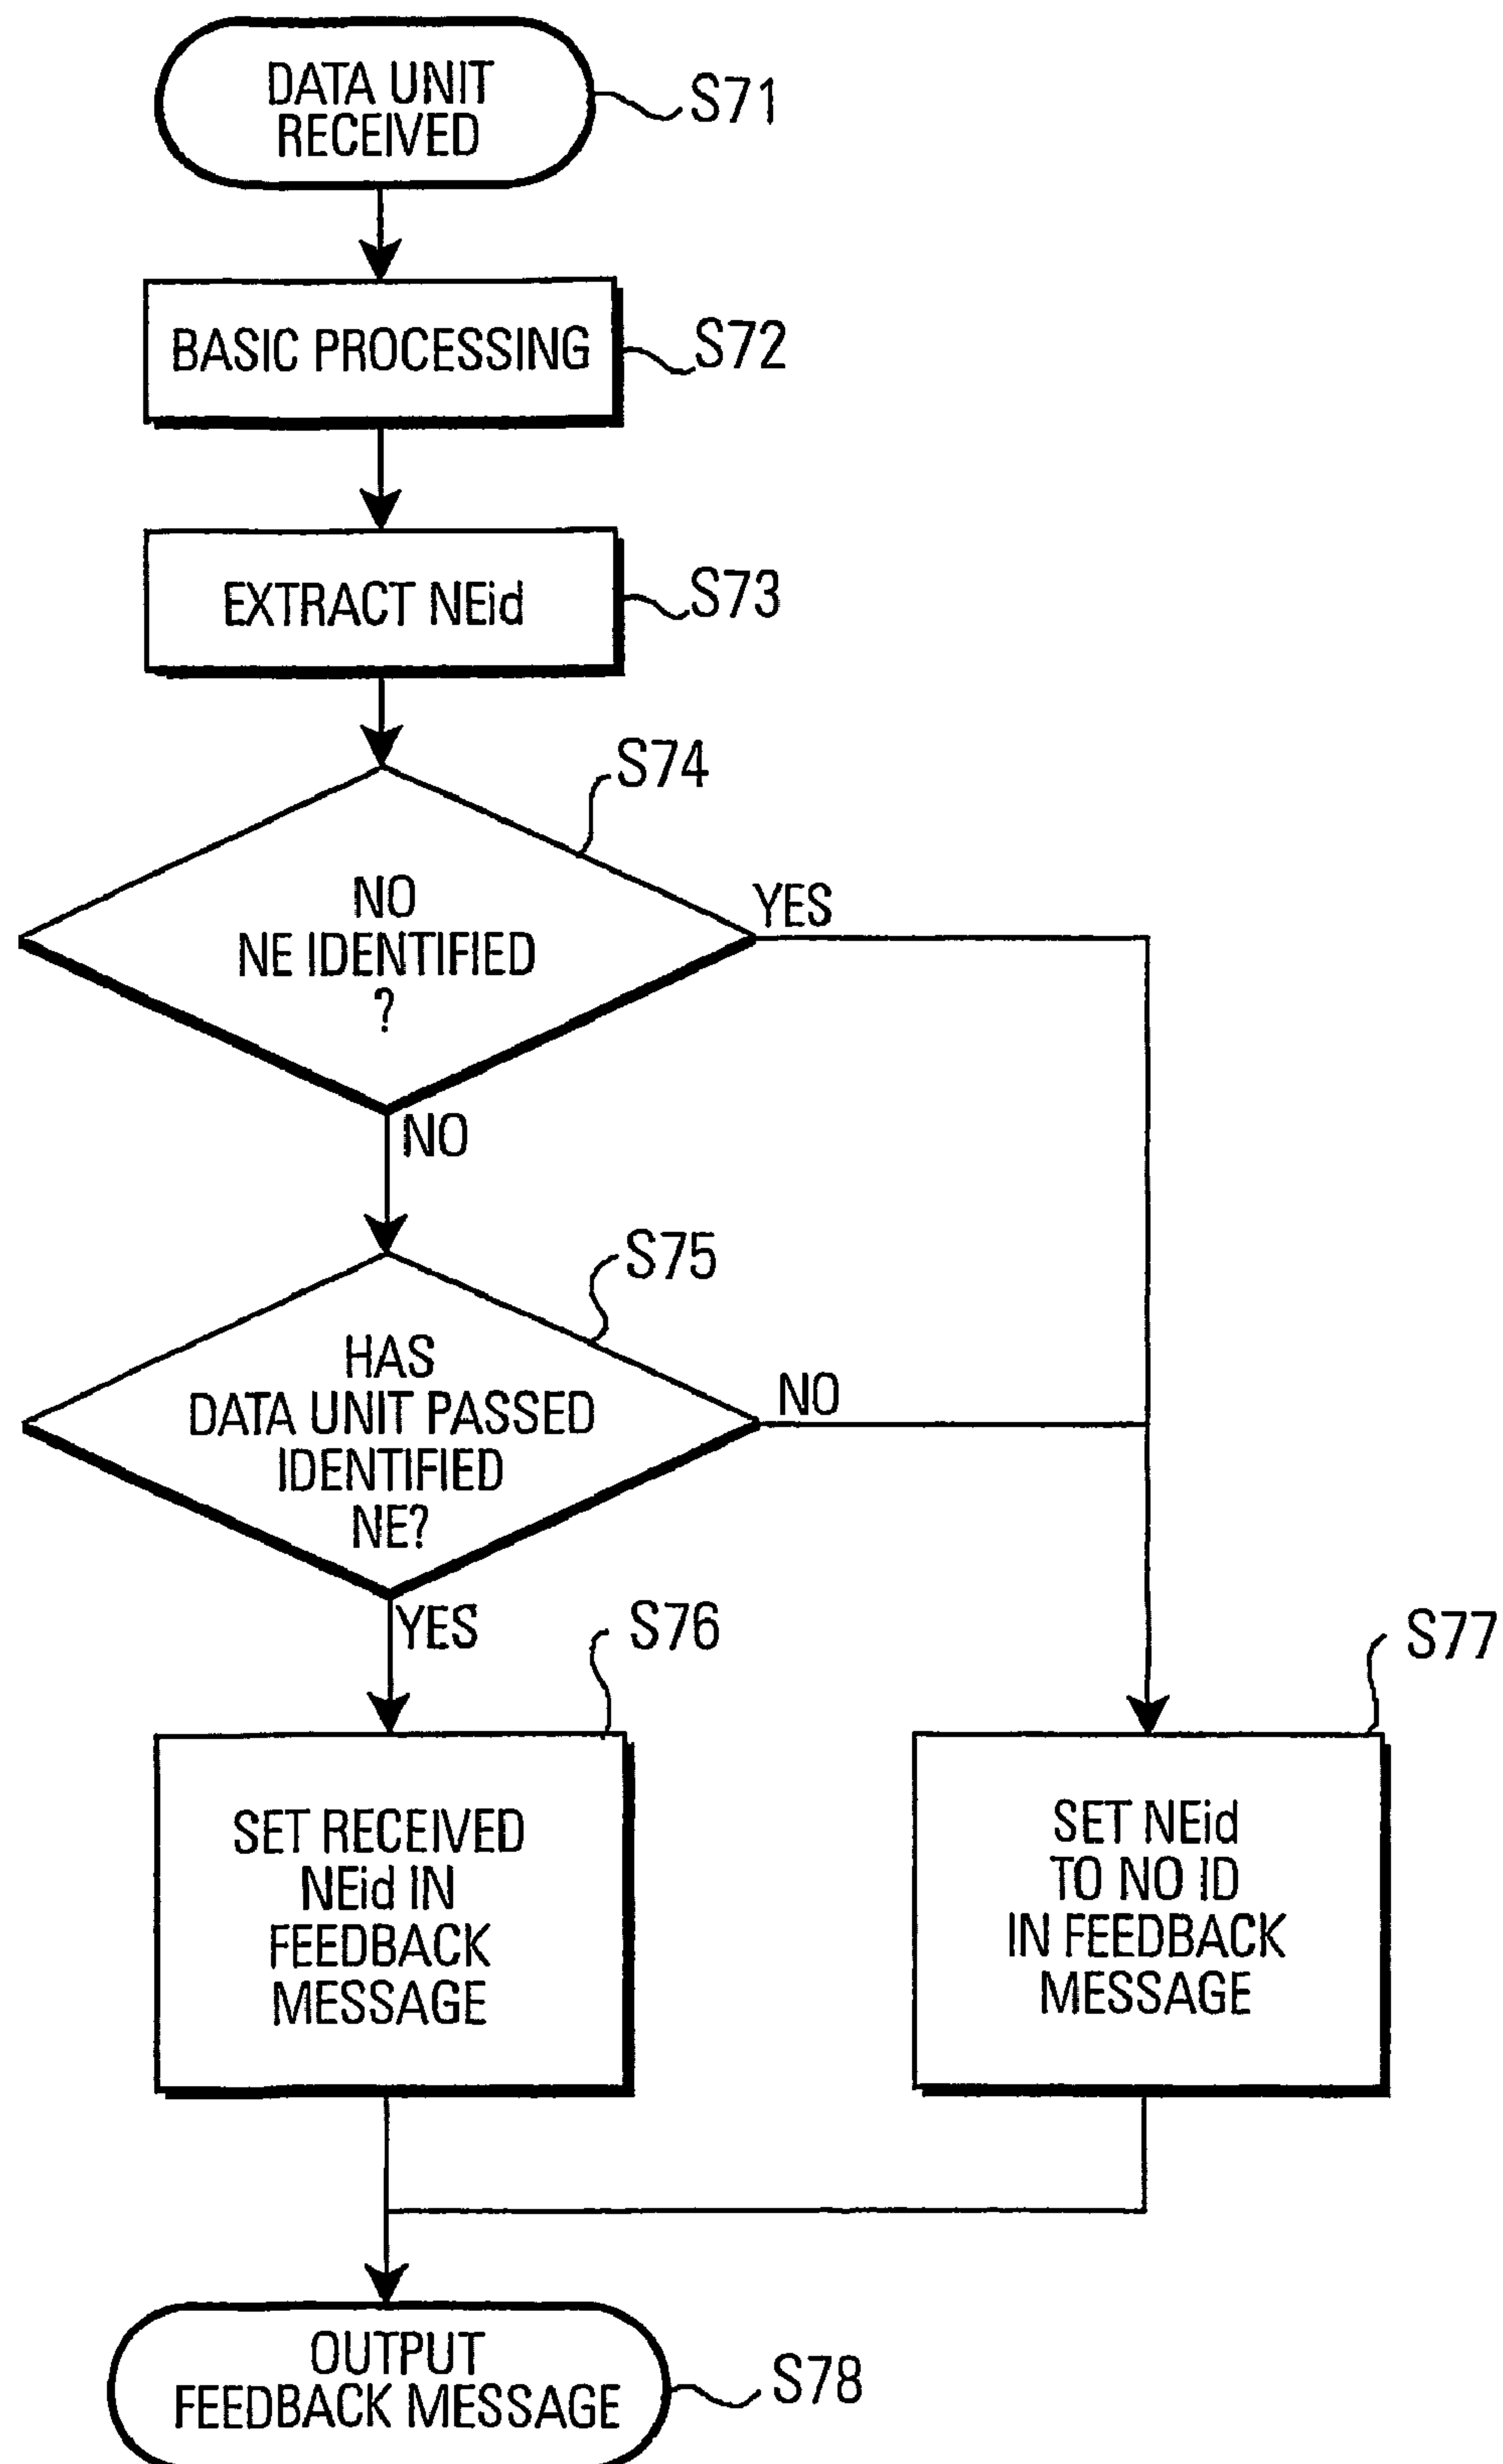 DATA UNIT
RECEIVED
S71
BASIC PROCESSING
S72
EXTRACT NEid
S73
S74
NO
NE IDENTIFIED
?
YES
NO
S75
HAS
DATA UNIT PASSED
IDENTIFIED
NE?
NO
YES
S76
SET RECEIVED
NEid IN
FEEDBACK
MESSAGE
S77
SET NEid
TO NO ID
IN FEEDBACK
MESSAGE
OUTPUT
FEEDBACK MESSAGE
S78